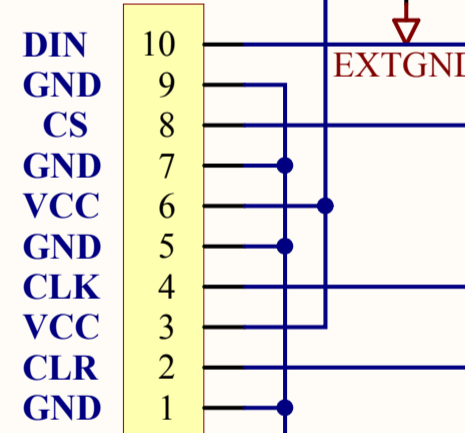 DIN 10
GND 9
CS 8
GND 7
VCC 6
GND 5
CLK 4
VCC 3
CLR 2
GND 1
EXTGND